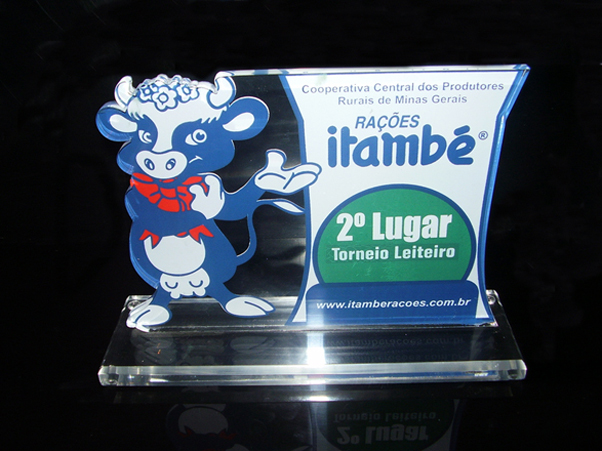 Cooperativa Central dos Produtores
Rurais de Minas Gerais
RAÇÕES
itambé®
2º Lugar
Torneio Leiteiro
www.itamberacoes.com.br